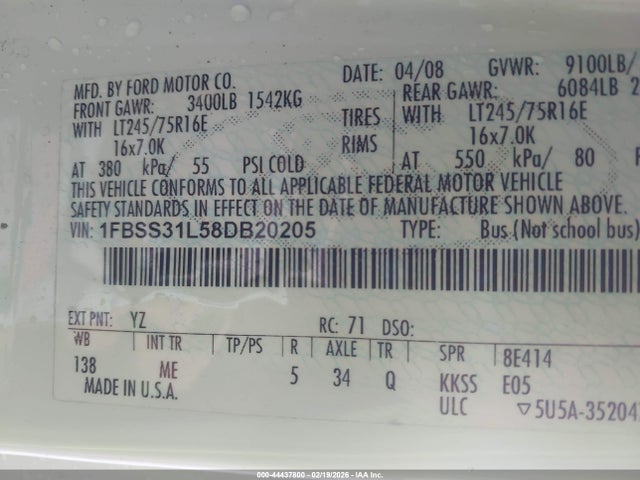 MFD. BY FORD MOTOR CO. DATE: 04/08 GVWR: 9100LB/
FRONT GAWR: 3400LB 1542KG REAR GAWR: 6084LB 2
WITH LT245/75R16E TIRES WITH LT245/75R16E
16x7.0K RIMS 16x7.0K
AT 380 kPa/ 55 PSI COLD AT 550 kPa/ 80
THIS VEHICLE CONFORMS TO ALL APPLICABLE FEDERAL MOTOR VEHICLE
SAFETY STANDARDS IN EFFECT ON THE DATE OF MANUFACTURE SHOWN ABOVE.
VIN: 1FBSS31L58DB20205 TYPE: Bus (Not school bus)
EXT PNT: YZ RC: 71 DSO:
WB INT TR TP/PS R AXLE TR SPR 8E414
138 ME 5 34 Q KKSS E05
MADE IN U.S.A. ULC ▽5U5A-35204
000-44437800 - 02/19/2026 - IAA Inc.